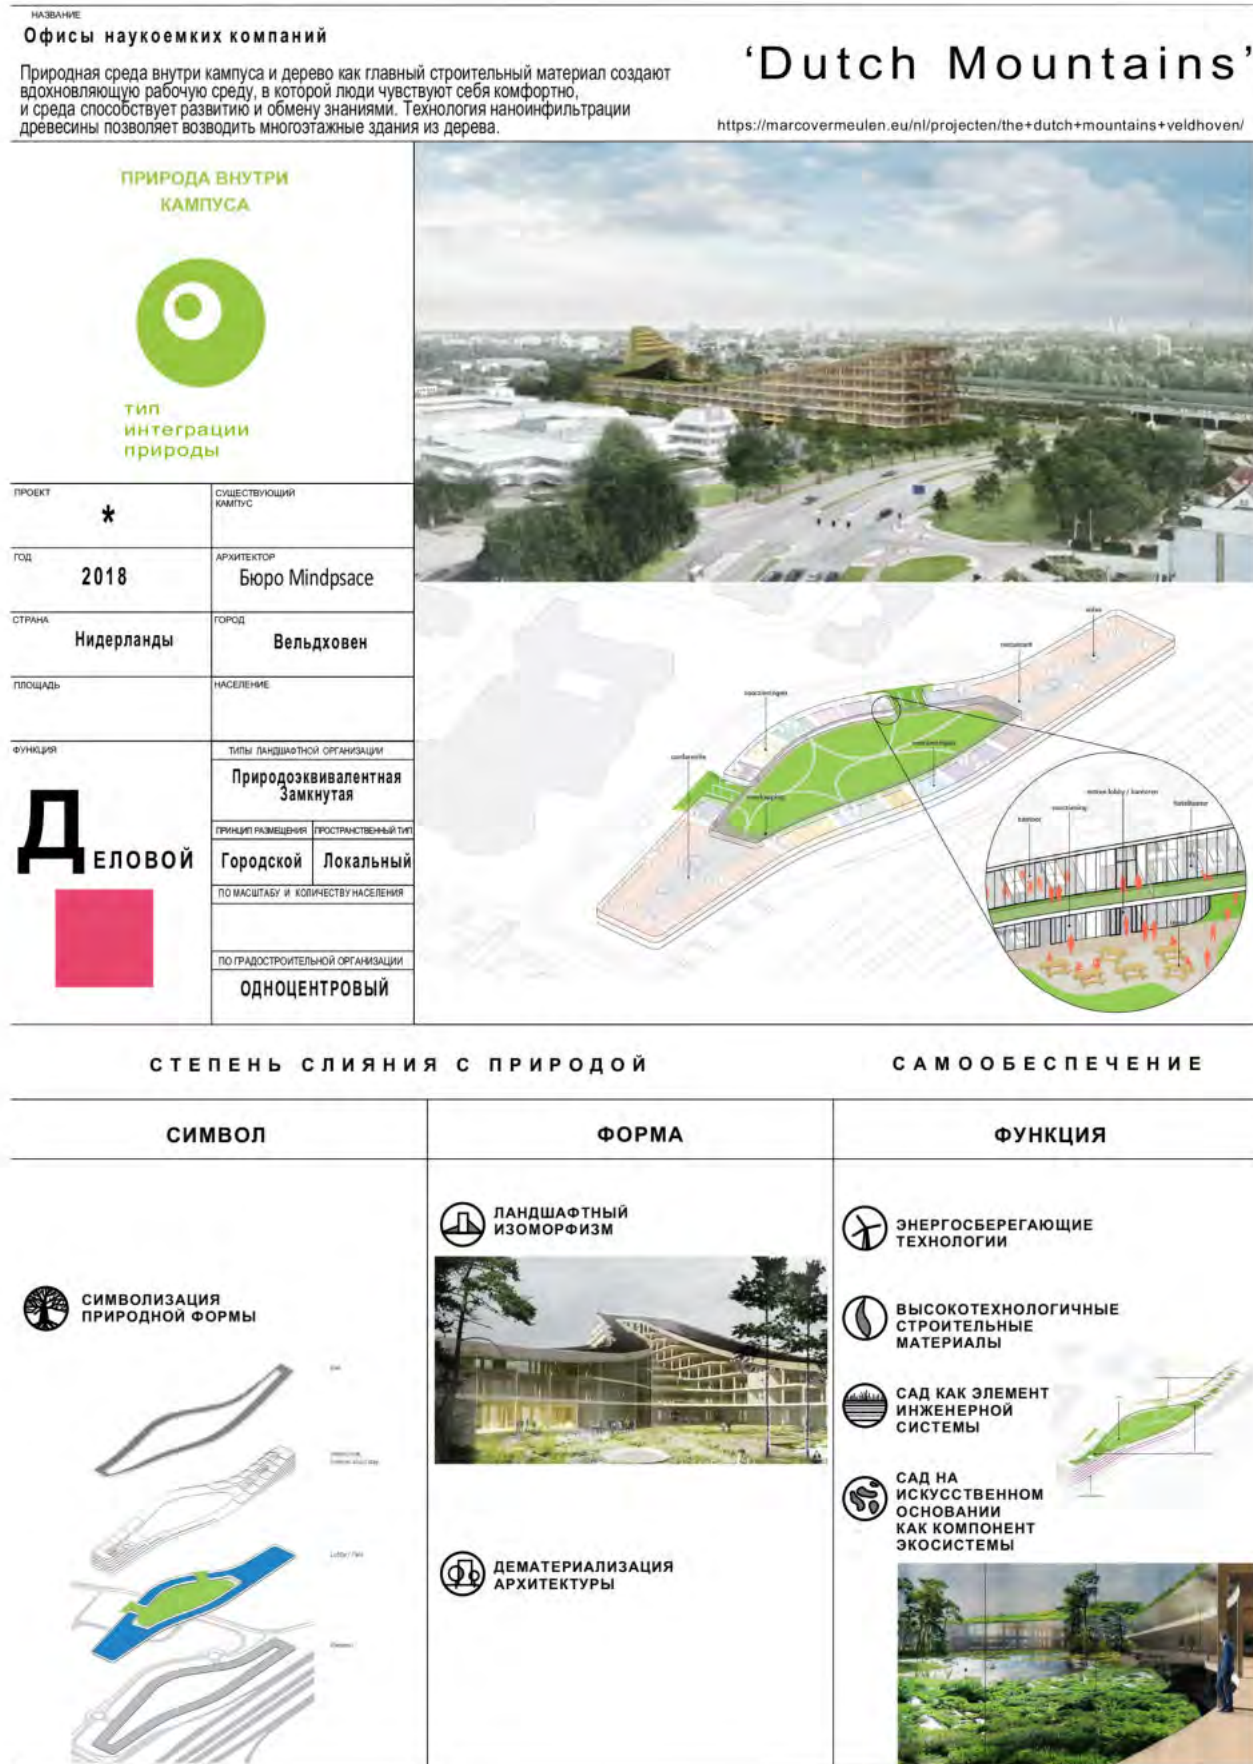 НАЗВАНИЕ
Офисы наукоемких компаний
Природная среда внутри кампуса и дерево как главный строительный материал создают
вдохновляющую рабочую среду, в которой люди чувствуют себя комфортно,
и среда способствует развитию и обмену знаниями. Технология наноинфильтрации
древесины позволяет возводить многоэтажные здания из дерева.
‘Dutch Mountains’
https://marcovermeulen.eu/nl/projecten/the+dutch+mountains+veldhoven/
ПРИРОДА ВНУТРИ
КАМПУСА
тип
интеграции
природы
ПРОЕКТ
*
СУЩЕСТВУЮЩИЙ
КАМПУС
ГОД
2018
АРХИТЕКТОР
Бюро Mindpsace
СТРАНА
Нидерланды
ГОРОД
Вельдховен
ПЛОЩАДЬ
НАСЕЛЕНИЕ
ФУНКЦИЯ
ДЕЛОВОЙ
ТИПЫ ЛАНДШАФТНОЙ ОРГАНИЗАЦИИ
Природоэквивалентная
Замкнутая
ПРИНЦИП РАЗМЕЩЕНИЯ
ПРОСТРАНСТВЕННЫЙ ТИП
Городской
Локальный
ПО МАСШТАБУ И КОЛИЧЕСТВУ НАСЕЛЕНИЯ
ПО ГРАДОСТРОИТЕЛЬНОЙ ОРГАНИЗАЦИИ
ОДНОЦЕНТРОВЫЙ
restaurant
voorzieningen
conferentie
voorziening
kantoor
СТЕПЕНЬ СЛИЯНИЯ С ПРИРОДОЙ
САМООБЕСПЕЧЕНИЕ
СИМВОЛ
ФОРМА
ФУНКЦИЯ
СИМВОЛИЗАЦИЯ
ПРИРОДНОЙ ФОРМЫ
ЛАНДШАФТНЫЙ
ИЗОМОРФИЗМ
ДЕМАТЕРИАЛИЗАЦИЯ
АРХИТЕКТУРЫ
ЭНЕРГОСБЕРЕГАЮЩИЕ
ТЕХНОЛОГИИ
ВЫСОКОТЕХНОЛОГИЧНЫЕ
СТРОИТЕЛЬНЫЕ
МАТЕРИАЛЫ
САД КАК ЭЛЕМЕНТ
ИНЖЕНЕРНОЙ
СИСТЕМЫ
САД НА
ИСКУССТВЕННОМ
ОСНОВАНИИ
КАК КОМПОНЕНТ
ЭКОСИСТЕМЫ